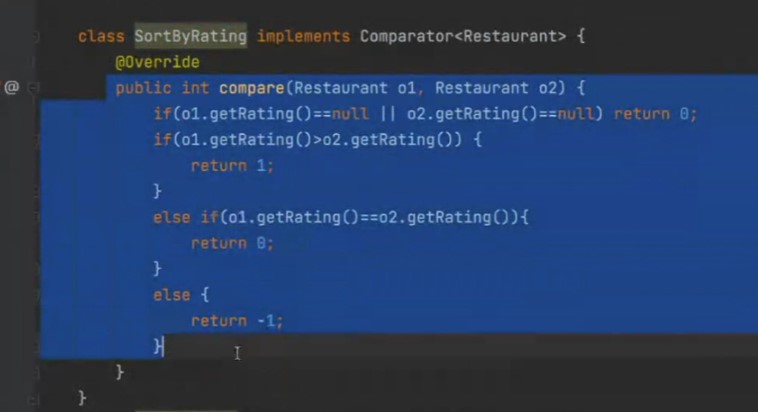 class SortByRating implements Comparator<Restaurant> {
@Override
public int compare(Restaurant o1, Restaurant o2) {
if(o1.getRating()==null || o2.getRating()==null) return 0;
if(o1.getRating()>o2.getRating()) {
return 1;
}
else if(o1.getRating()==o2.getRating()){
return 0;
}
else {
return -1;
}
}
}